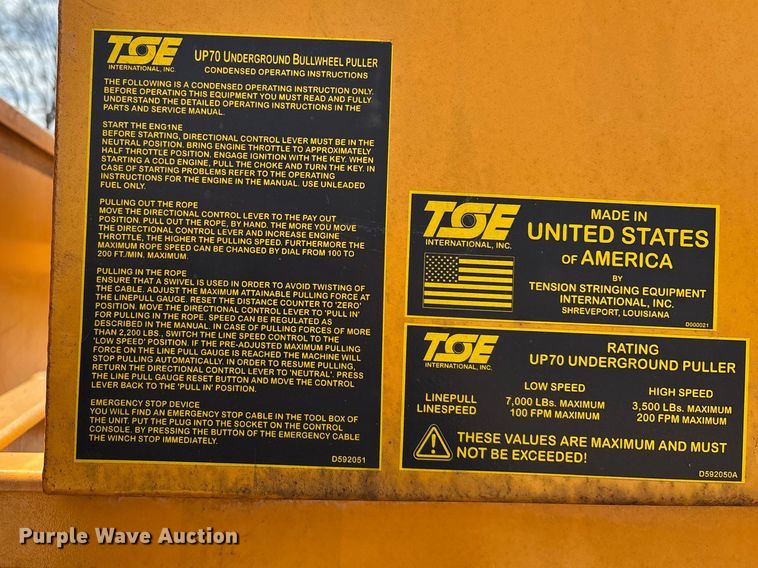 TSE
INTERNATIONAL, INC.
UP70 UNDERGROUND BULLWHEEL PULLER
CONDENSED OPERATING INSTRUCTIONS
THE FOLLOWING IS A CONDENSED OPERATING INSTRUCTION ONLY.
BEFORE OPERATING THIS EQUIPMENT YOU MUST READ AND FULLY
UNDERSTAND THE DETAILED OPERATING INSTRUCTIONS IN THE
PARTS AND SERVICE MANUAL.
START THE ENG1NE
BEFORE STARTING, DIRECTIONAL CONTROL LEVER MUST BE IN THE
NEUTRAL POSITION. BRING ENGINE THROTTLE TO APPROXIMATELY
HALF THROTTLE POSITION. ENGAGE IGNITION WITH THE KEY. WHEN
STARTING A COLD ENGINE, PULL THE CHOKE AND TURN THE KEY. IN
CASE OF STARTING PROBLEMS REFER TO THE OPERATING
INSTRUCTIONS FOR THE ENGINE IN THE MANUAL. USE UNLEADED
FUEL ONLY.
PULLING OUT THE ROPE
MOVE THE DIRECTIONAL CONTROL LEVER TO THE PAY OUT
POSITION. PULL OUT THE ROPE, BY HAND. THE MORE YOU MOVE
THE DIRECTIONAL CONTROL LEVER AND INCREASE ENGINE
THROTTLE, THE HIGHER THE PULLING SPEED. FURTHERMORE THE
MAXIMUM ROPE SPEED CAN BE CHANGED BY DIAL FROM 100 TO
200 FT./MIN. MAXIMUM.
PULLING IN THE ROPE
ENSURE THAT A SWIVEL IS USED IN ORDER TO AVOID TWISTING OF
THE CABLE. ADJUST THE MAXIMUM ATTAINABLE PULLING FORCE AT
THE LINEPULL GAUGE. RESET THE DISTANCE COUNTER TO "ZERO"
POSITION. MOVE THE DIRECTIONAL CONTROL LEVER TO 'PULL IN'
FOR PULLING IN THE ROPE. SPEED CAN BE REGULATED AS
DESCRIBED IN THE MANUAL. IN CASE OF PULLING FORCES OF MORE
THAN 2,200 LBS., SWITCH THE LINE SPEED CONTROL TO THE
'LOW SPEED' POSITION. IF THE PRE-ADJUSTED MAXIMUM PULLING
FORCE ON THE LINE PULL GAUGE IS REACHED THE MACHINE WILL
STOP PULLING AUTOMATICALLY. IN ORDER TO RESUME PULLING,
RETURN THE DIRECTIONAL CONTROL LEVER TO 'NEUTRAL'. PRESS
THE LINE PULL GAUGE RESET BUTTON AND MOVE THE CONTROL
LEVER BACK TO THE 'PULL IN' POSITION.
EMERGENCY STOP DEVICE
YOU WILL FIND AN EMERGENCY STOP CABLE IN THE TOOL BOX OF
THE UNIT. PUT THE PLUG INTO THE SOCKET ON THE CONTROL
CONSOLE. BY PRESSING THE BUTTON OF THE EMERGENCY CABLE
THE WINCH STOP IMMEDIATELY.
D592051
TSE
INTERNATIONAL, INC.
MADE IN
UNITED STATES
OF AMERICA
BY
TENSION STRINGING EQUIPMENT
INTERNATIONAL, INC.
SHREVEPORT, LOUISIANA
D000021
TSE
INTERNATIONAL, INC.
RATING
UP70 UNDERGROUND PULLER
LOW SPEED HIGH SPEED
LINEPULL 7,000 LBS. MAXIMUM 3,500 LBS. MAXIMUM
LINESPEED 100 FPM MAXIMUM 200 FPM MAXIMUM
THESE VALUES ARE MAXIMUM AND MUST
NOT BE EXCEEDED!
D592050A
Purple Wave Auction